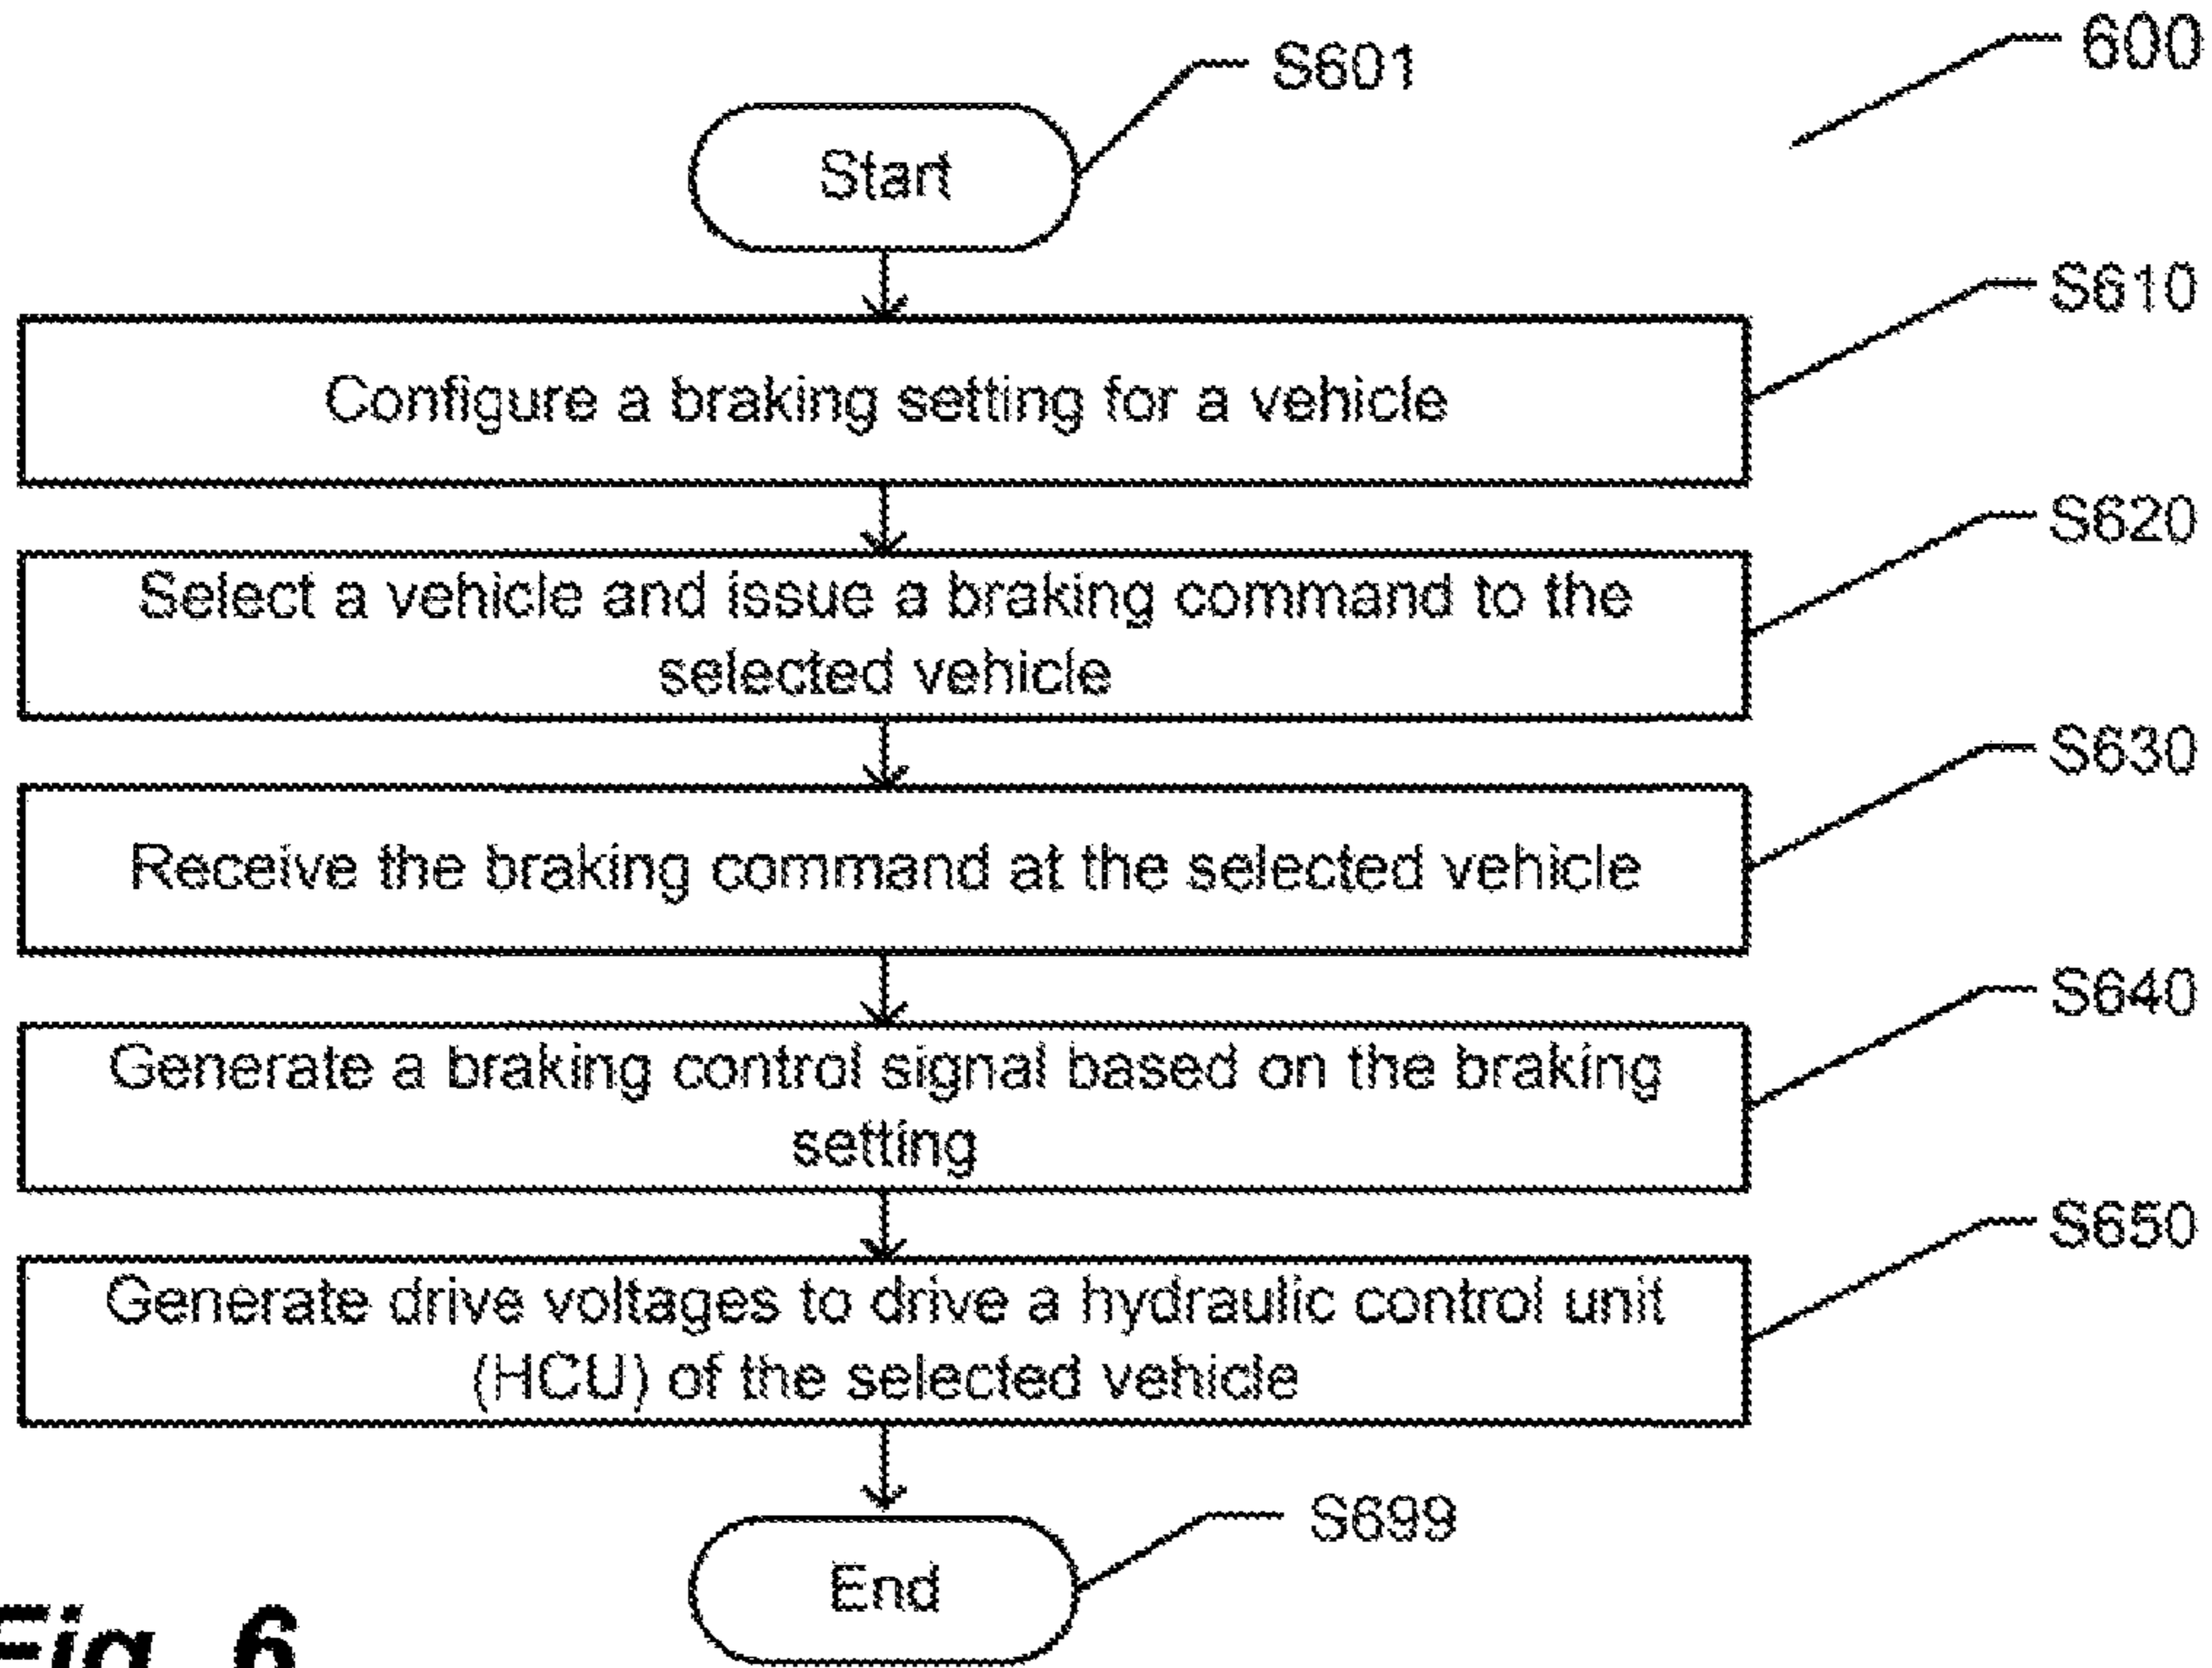 600
S601
Start
S610
Configure a braking setting for a vehicle
S620
Select a vehicle and issue a braking command to the
selected vehicle
S630
Receive the braking command at the selected vehicle
S640
Generate a braking control signal based on the braking
setting
S650
Generate drive voltages to drive a hydraulic control unit
(HCU) of the selected vehicle
S699
End
Fig. 6